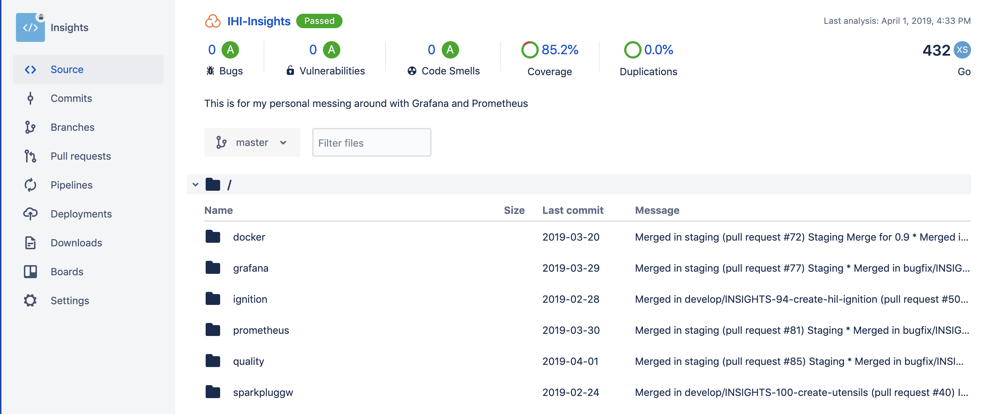 Insights
Source
Commits
Branches
Pull requests
Pipelines
Deployments
Downloads
Boards
Settings
IHI-Insights Passed
Last analysis: April 1, 2019, 4:33 PM
0 A 0 A 0 A 85.2% 0.0% 432 XS
Bugs Vulnerabilities Code Smells Coverage Duplications Go
This is for my personal messing around with Grafana and Prometheus
master Filter files
/
Name Size Last commit Message
docker 2019-03-20 Merged in staging (pull request #72) Staging Merge for 0.9 * Merged i...
grafana 2019-03-29 Merged in staging (pull request #77) Staging * Merged in bugfix/INSIG...
ignition 2019-02-28 Merged in develop/INSIGHTS-94-create-hil-ignition (pull request #50...
prometheus 2019-03-30 Merged in staging (pull request #81) Staging * Merged in bugfix/INSIG...
quality 2019-04-01 Merged in staging (pull request #85) Staging * Merged in bugfix/INSI...
sparkpluggw 2019-02-24 Merged in develop/INSIGHTS-100-create-utensils (pull request #40) I...